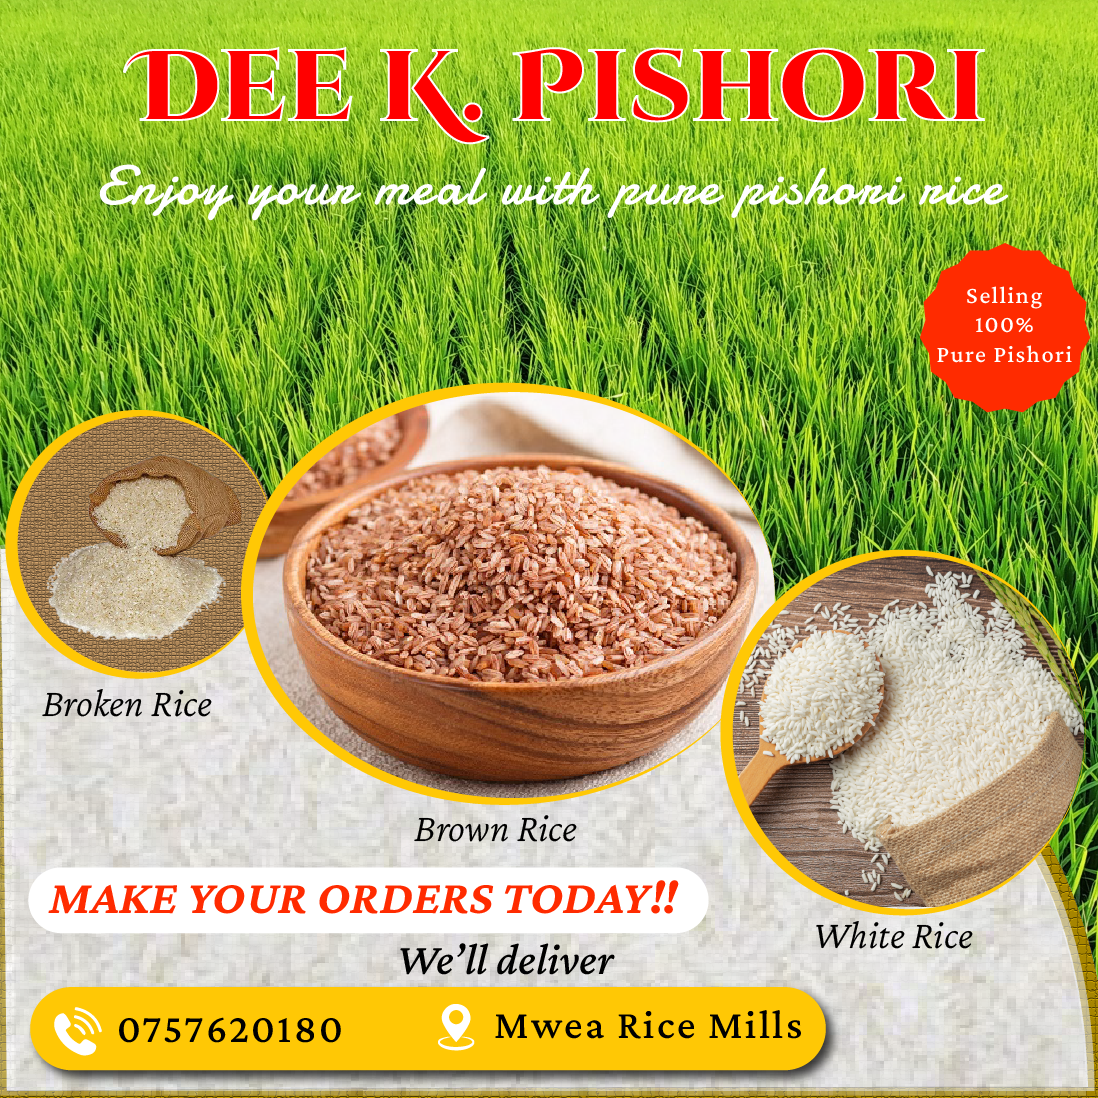 DEE K. PISHORI
Enjoy your meal with pure pishori rice
Selling
100%
Pure Pishori
Broken Rice
Brown Rice
White Rice
MAKE YOUR ORDERS TODAY!!
We'll deliver
0757620180
Mwea Rice Mills